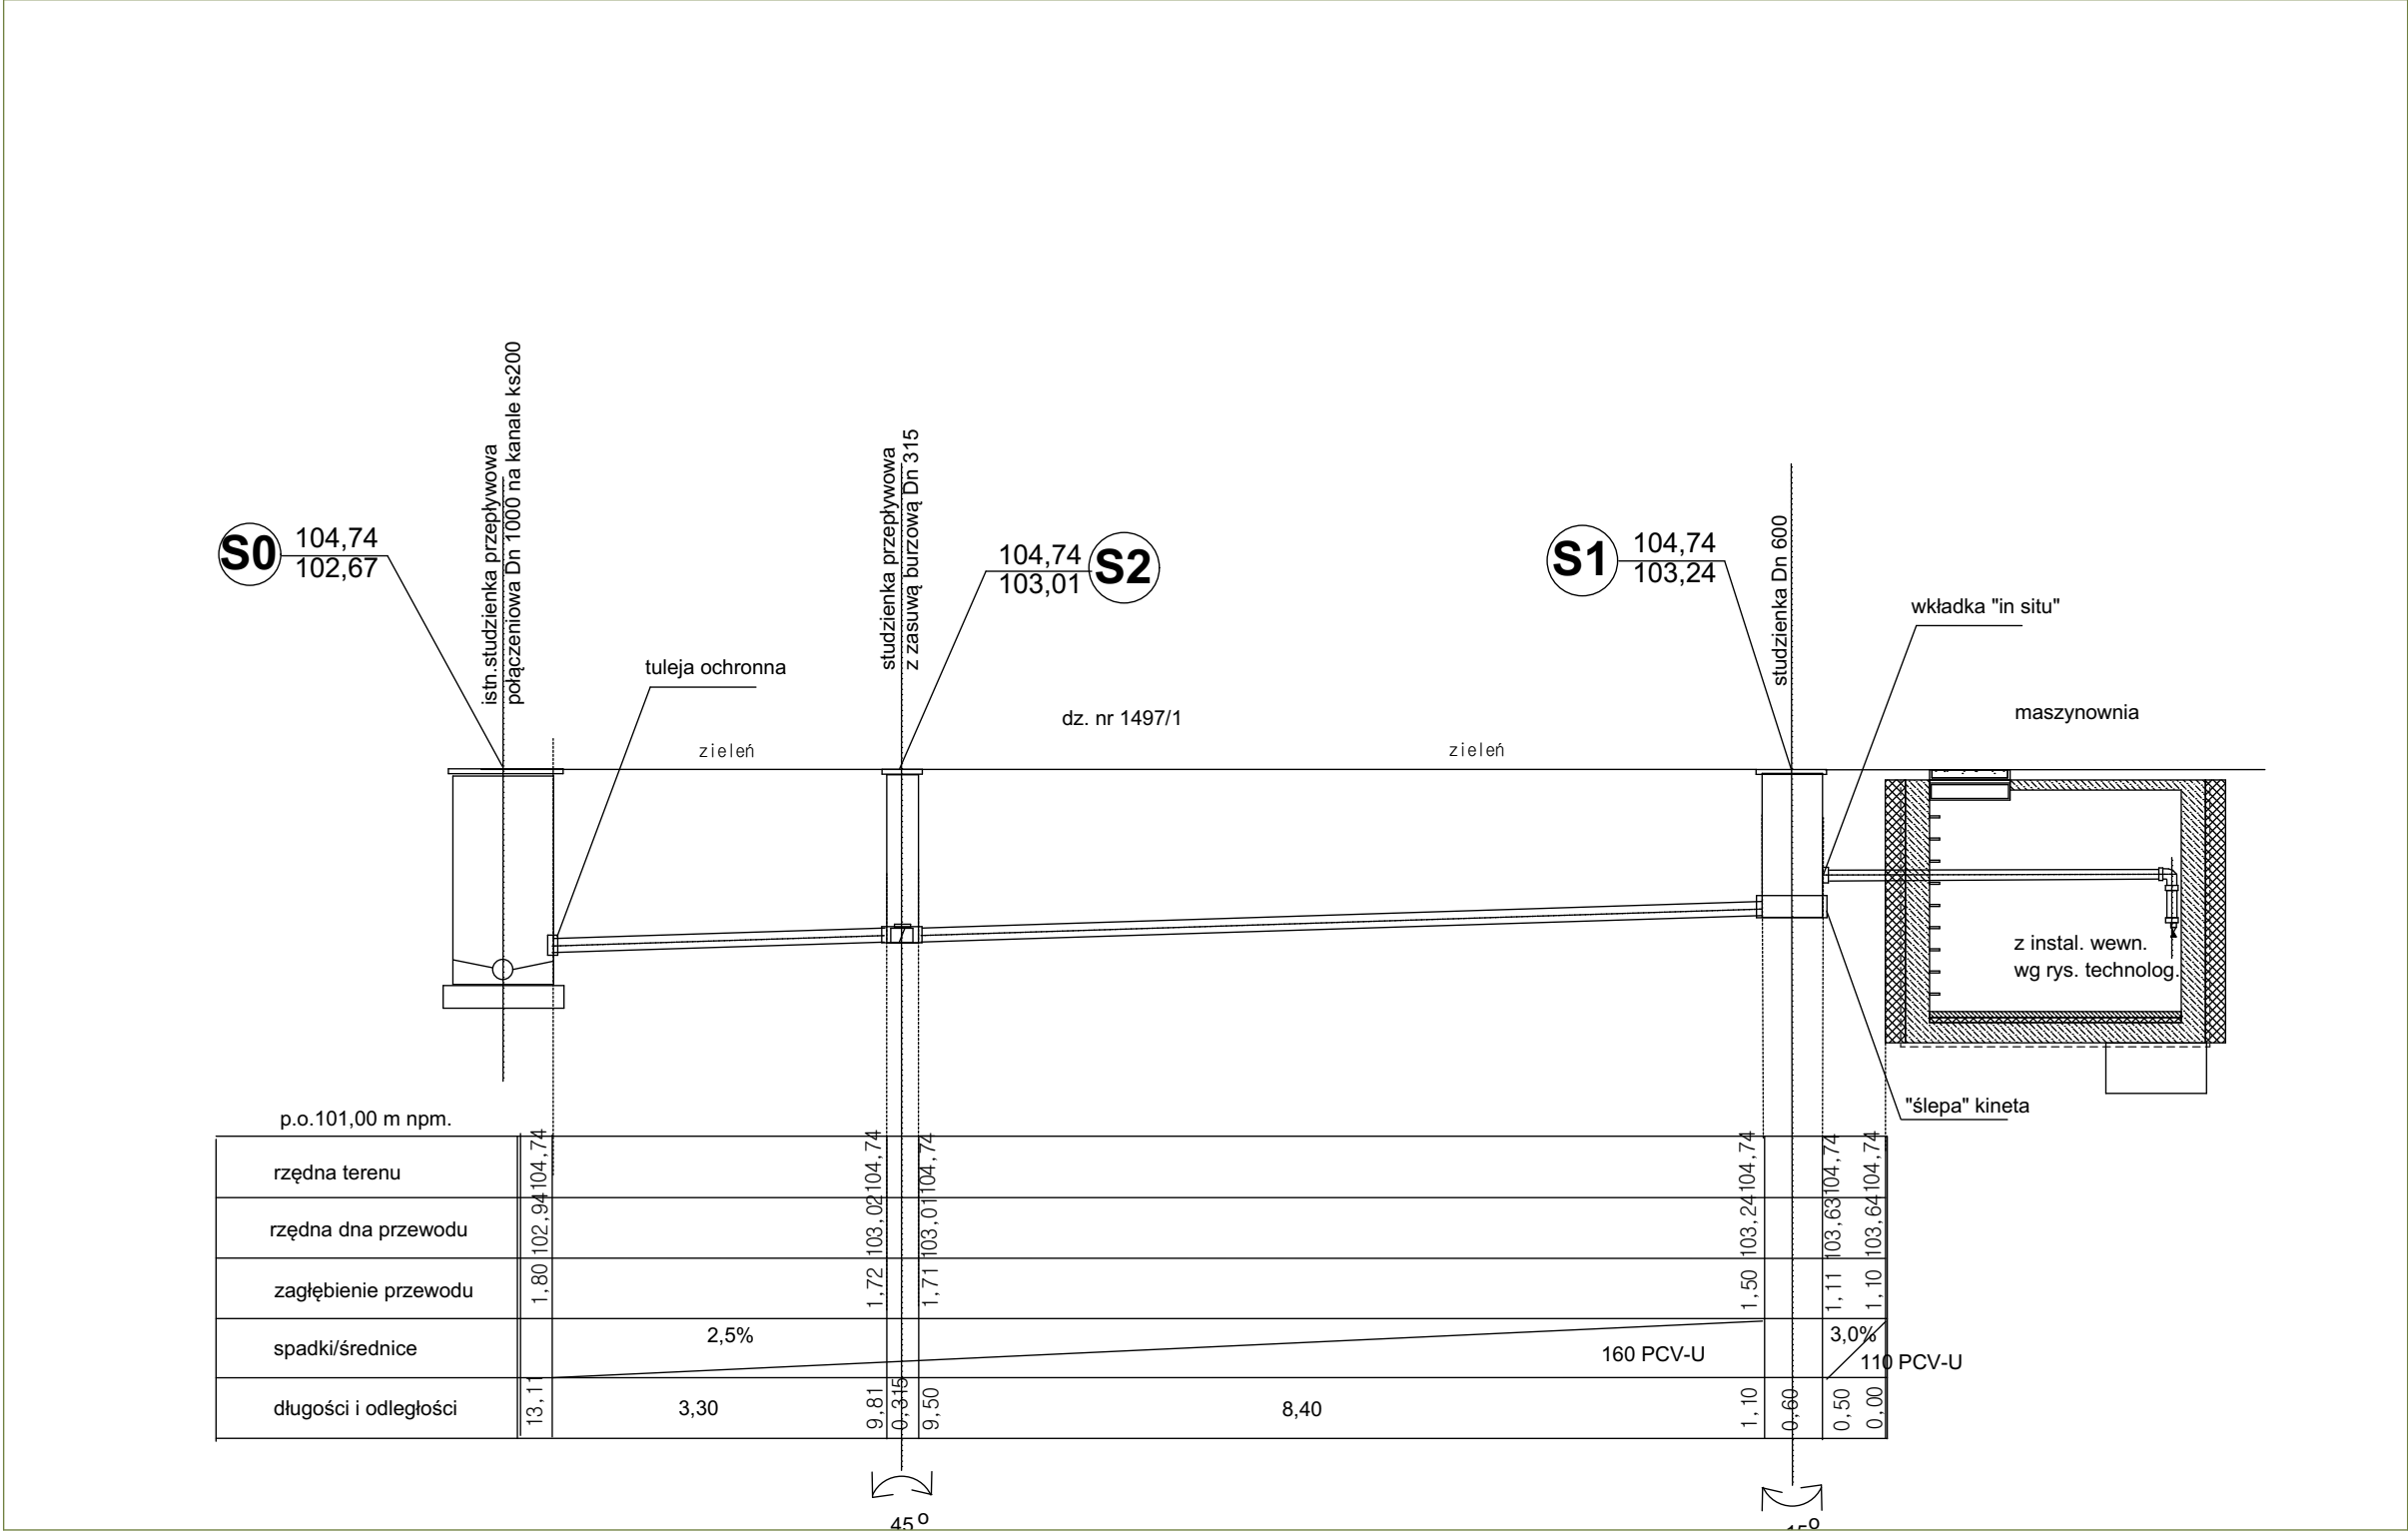 istn.studzienka przepływowa
połączeniowa Dn 1000 na kanale ks200
studzienka przepływowa
z zasuwą burzową Dn 315
studzienka Dn 600
S0
104,74
102,67
104,74
103,01
S2
S1
104,74
103,24
wkładka "in situ"
tuleja ochronna
dz. nr 1497/1
maszynownia
zieleń
zieleń
z instal. wewn.
wg rys. technolog.
"ślepa" kineta
p.o.101,00 m npm.
rzędna terenu
104,74
104,74
104,74
104,74
104,74
104,74
rzędna dna przewodu
102,94
103,02
103,01
103,24
103,63
103,64
zagłębienie przewodu
1,80
1,72
1,71
1,50
1,11
1,10
spadki/średnice
2,5%
160 PCV-U
3,0%
110 PCV-U
długości i odległości
13,11
3,30
9,81
0,315
9,50
8,40
1,10
0,60
0,50
0,00
45º